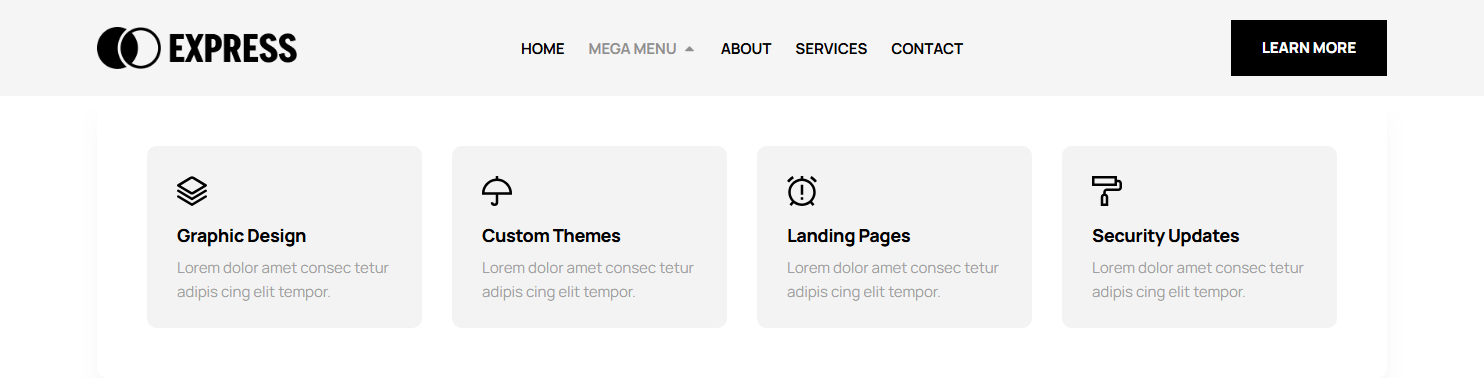 EXPRESS
HOME
MEGA MENU
ABOUT
SERVICES
CONTACT
LEARN MORE
Graphic Design
Lorem dolor amet consec tetur
adipis cing elit tempor.
Custom Themes
Lorem dolor amet consec tetur
adipis cing elit tempor.
Landing Pages
Lorem dolor amet consec tetur
adipis cing elit tempor.
Security Updates
Lorem dolor amet consec tetur
adipis cing elit tempor.